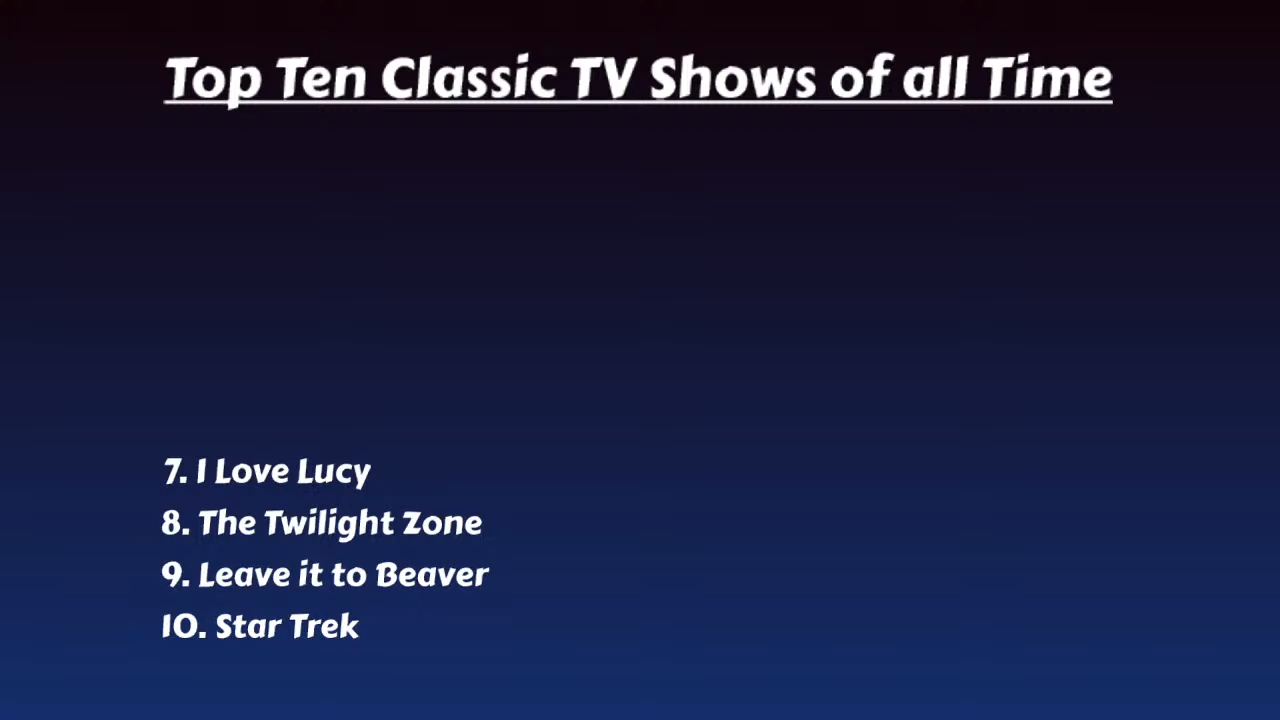 Top Ten Classic TV Shows of all Time
7. I Love Lucy
8. The Twilight Zone
9. Leave it to Beaver
10. Star Trek